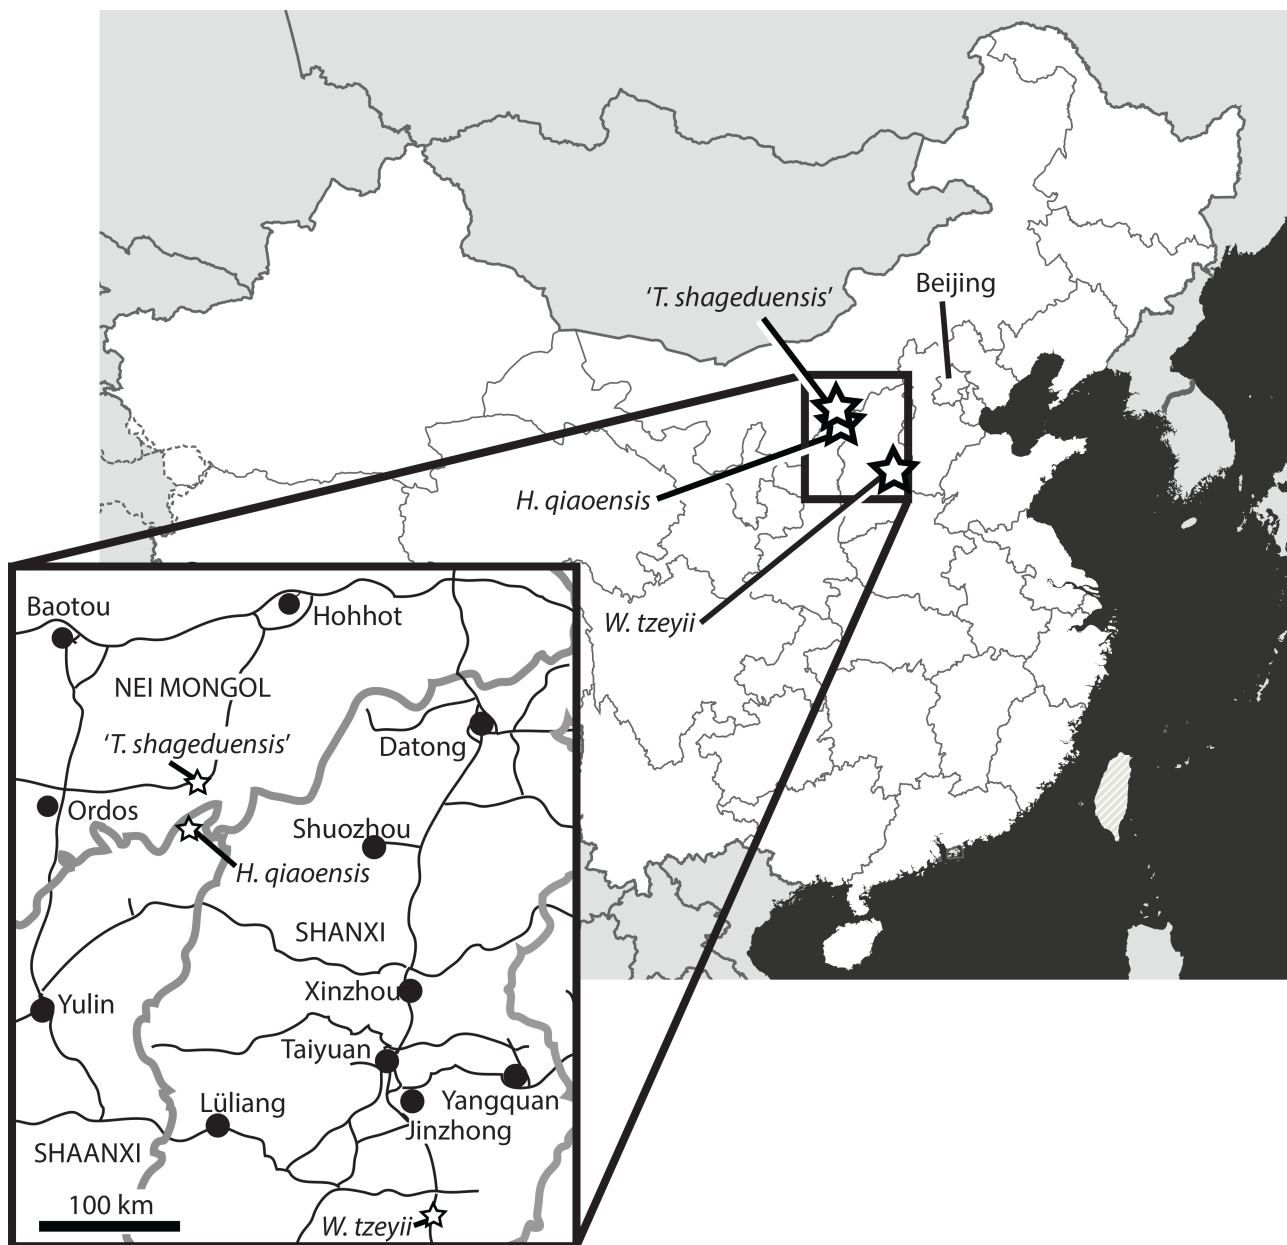 Beijing
‘T. shageduensis’
H. qiaoensis
W. tzeyii
Baotou
Hohhot
NEI MONGOL
‘T. shageduensis’
Datong
Ordos
Shuozhou
H. qiaoensis
SHANXI
Xinzhou
Yulin
Taiyuan
Yangquan
Lüliang
Jinzhong
SHAANXI
100 km
W. tzeyii